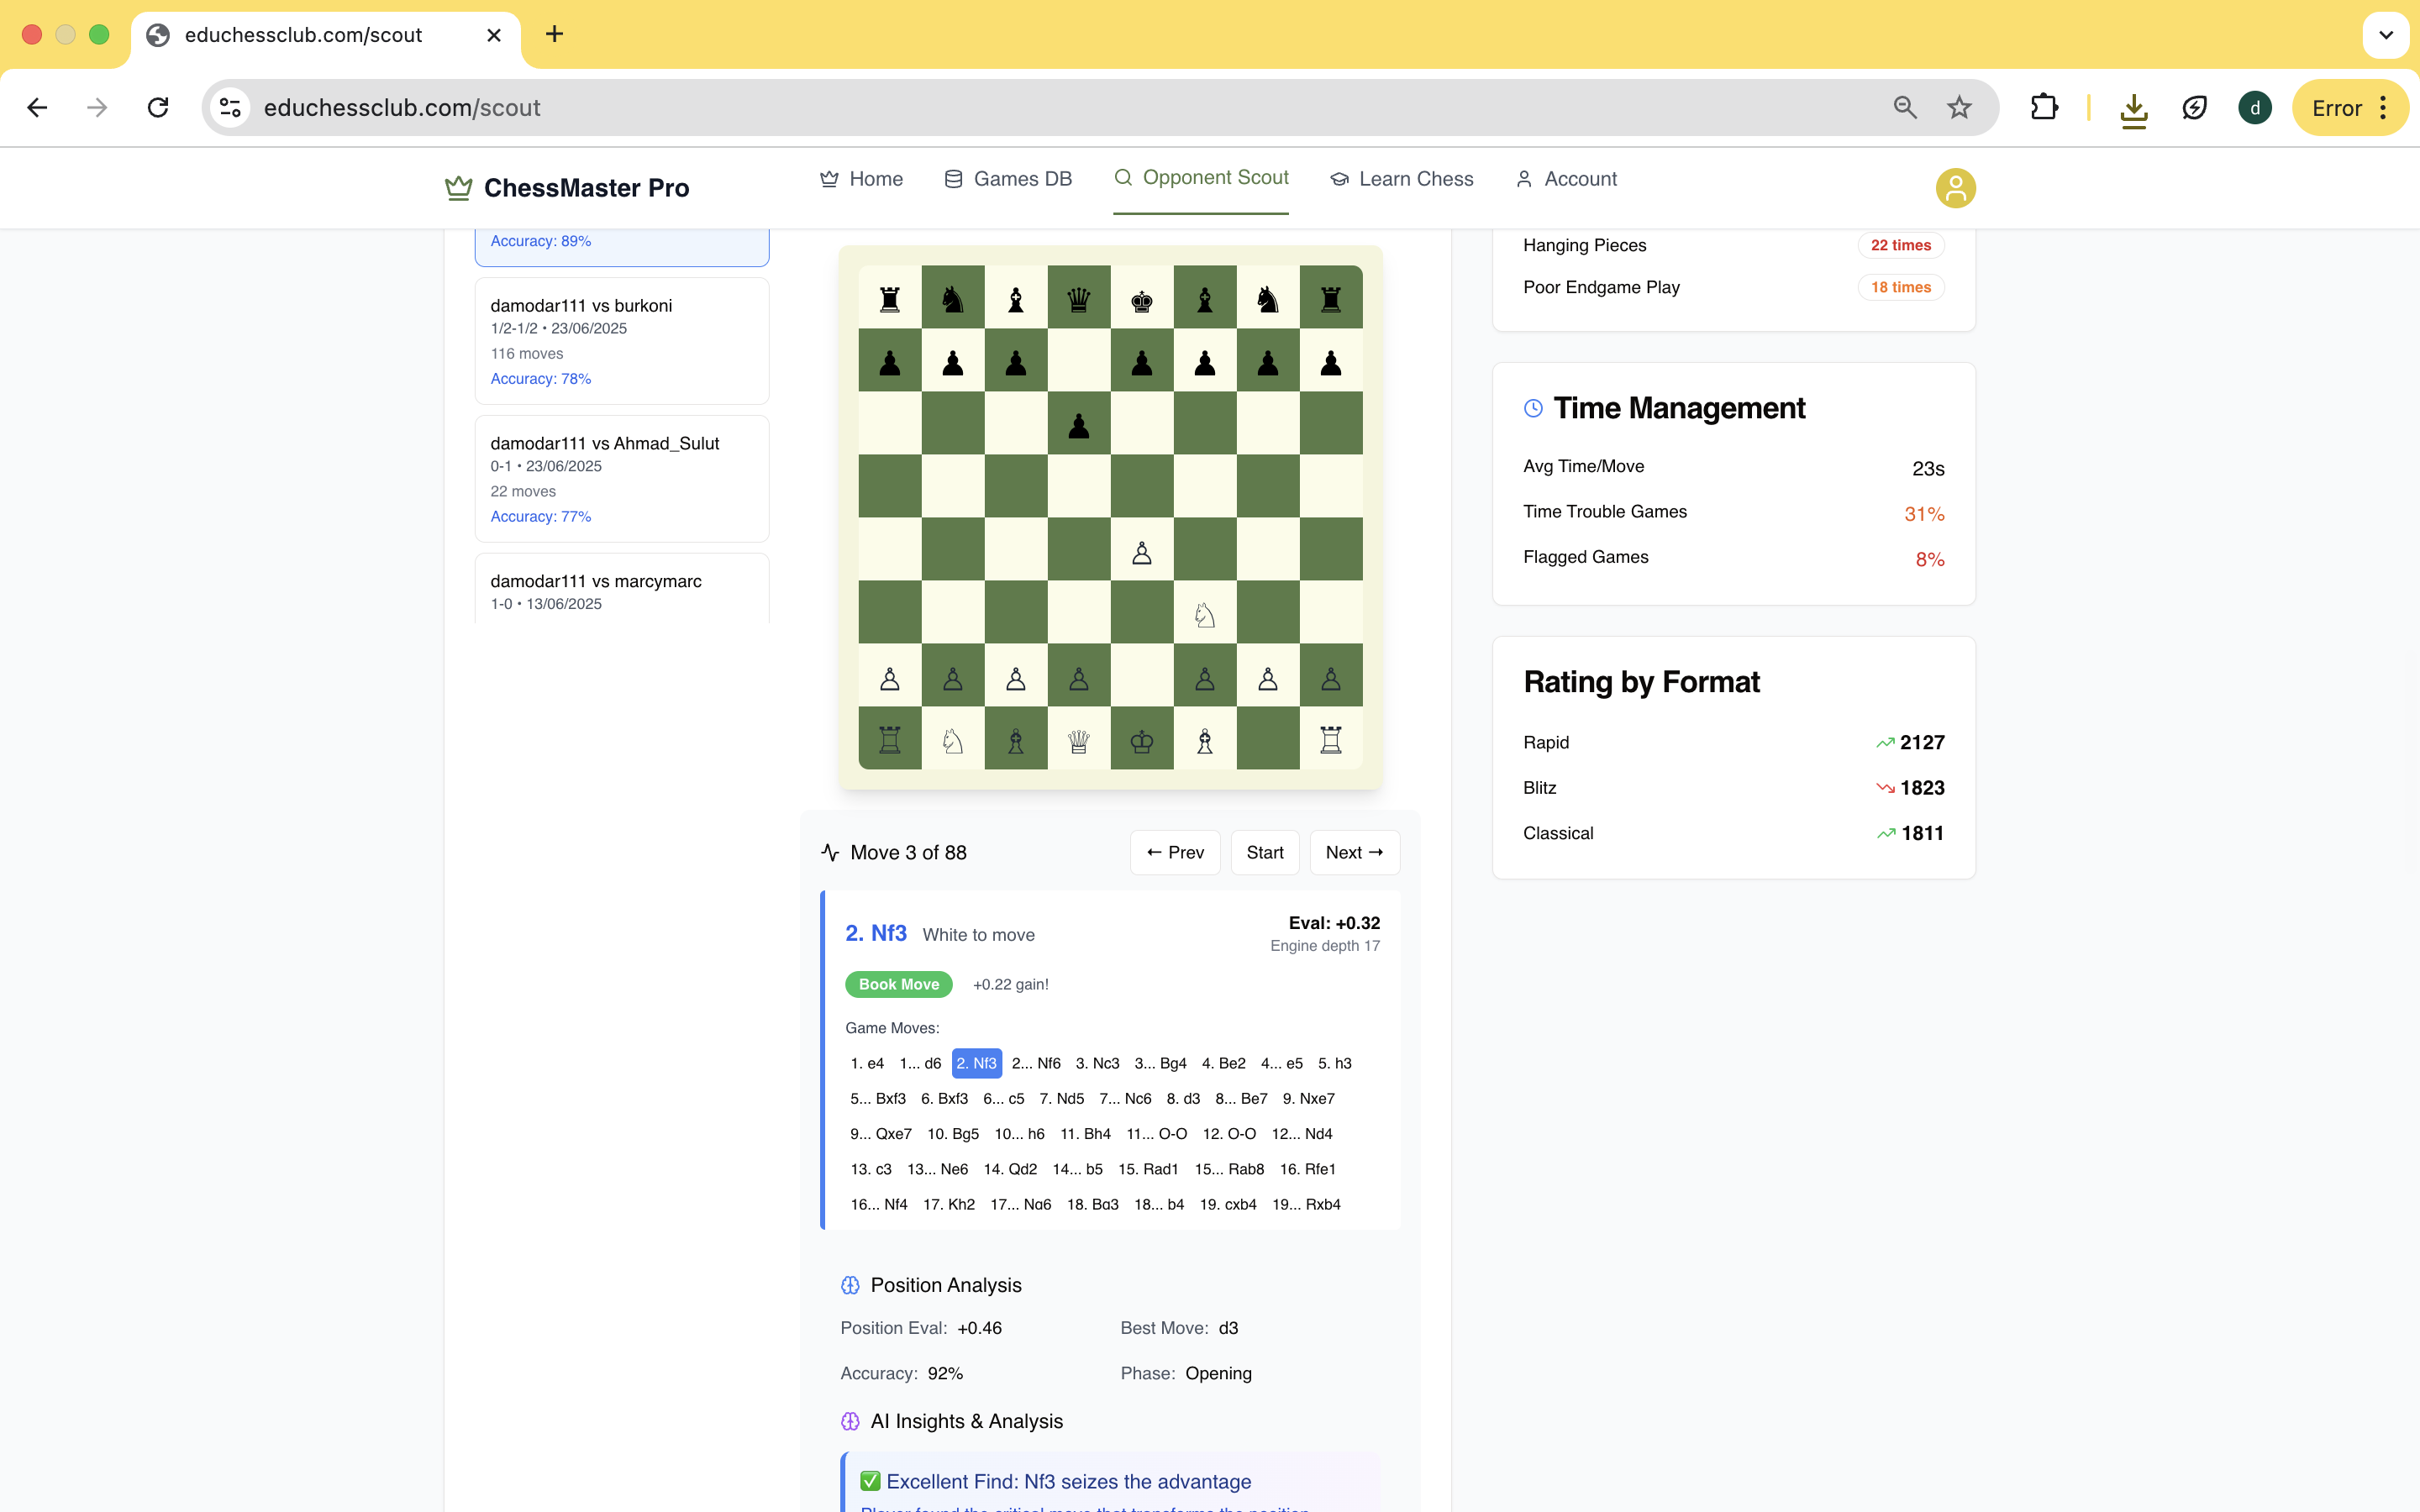 educhessclub.com/scout
educhessclub.com/scout
d
Error
ChessMaster Pro
Home
Games DB
Opponent Scout
Learn Chess
Account
Accuracy: 89%
damodar111 vs burkoni
1/2-1/2 • 23/06/2025
116 moves
Accuracy: 78%
damodar111 vs Ahmad_Sulut
0-1 • 23/06/2025
22 moves
Accuracy: 77%
damodar111 vs marcymarc
1-0 • 13/06/2025
Move 3 of 88
← Prev
Start
Next →
2. Nf3 White to move
Eval: +0.32
Engine depth 17
Book Move +0.22 gain!
Game Moves:
1. e4 1... d6 2. Nf3 2... Nf6 3. Nc3 3... Bg4 4. Be2 4... e5 5. h3
5... Bxf3 6. Bxf3 6... c5 7. Nd5 7... Nc6 8. d3 8... Be7 9. Nxe7
9... Qxe7 10. Bg5 10... h6 11. Bh4 11... O-O 12. O-O 12... Nd4
13. c3 13... Ne6 14. Qd2 14... b5 15. Rad1 15... Rab8 16. Rfe1
16... Nf4 17. Kh2 17... Ng6 18. Bg3 18... b4 19. cxb4 19... Rxb4
Position Analysis
Position Eval: +0.46
Best Move: d3
Accuracy: 92%
Phase: Opening
AI Insights & Analysis
✅ Excellent Find: Nf3 seizes the advantage
Player found the critical move that transforms the position
Hanging Pieces
22 times
Poor Endgame Play
18 times
Time Management
Avg Time/Move
23s
Time Trouble Games
31%
Flagged Games
8%
Rating by Format
Rapid
2127
Blitz
1823
Classical
1811